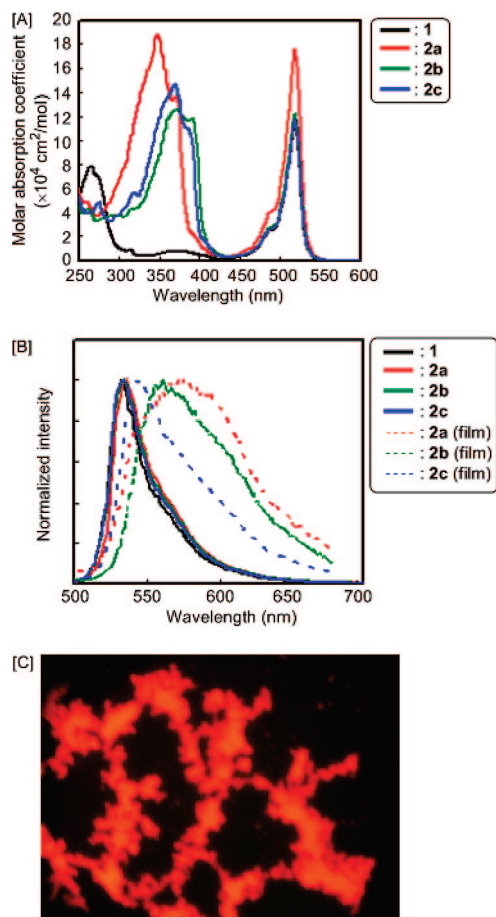 [A]
Molar absorption coefficient
(×10⁴ cm²/mol)
20
18
16
14
12
10
8
6
4
2
0
250 300 350 400 450 500 550 600
Wavelength (nm)
: 1
: 2a
: 2b
: 2c
[B]
Normalized intensity
500 550 600 650 700
Wavelength (nm)
: 1
: 2a
: 2b
: 2c
: 2a (film)
: 2b (film)
: 2c (film)
[C]